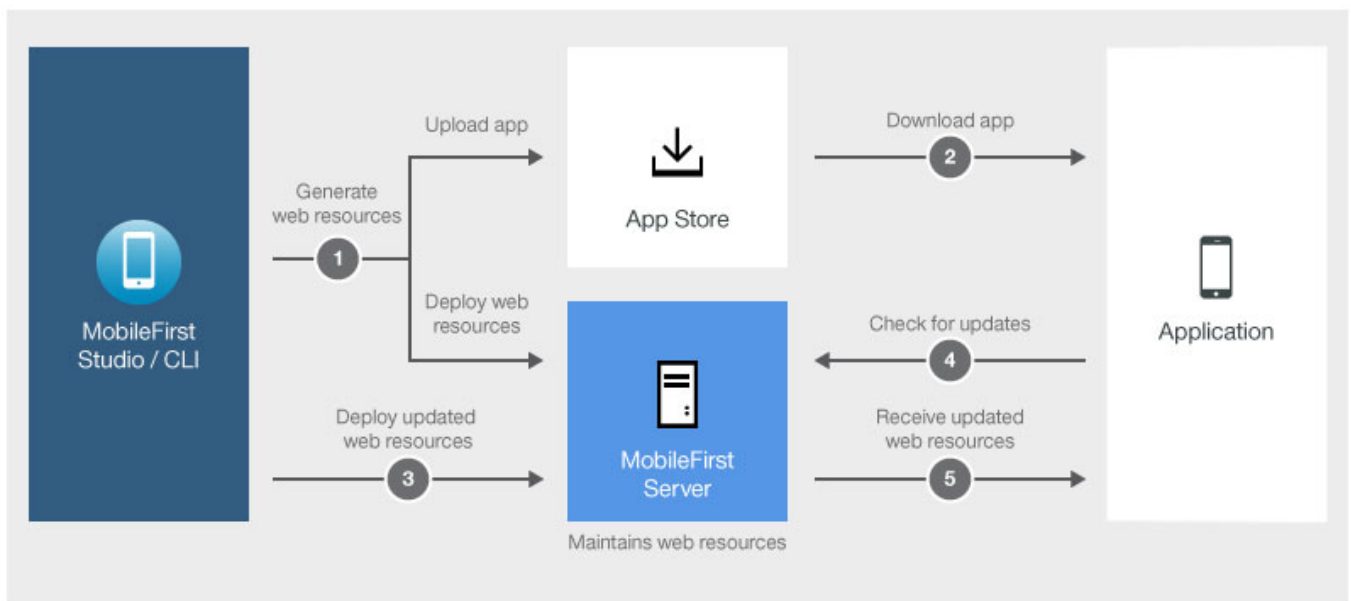 Upload app
Download app
2
Generate
web resources
1
App Store
MobileFirst
Studio / CLI
Deploy web
resources
Check for updates
4
Application
Deploy updated
web resources
3
MobileFirst
Server
Receive updated
web resources
5
Maintains web resources